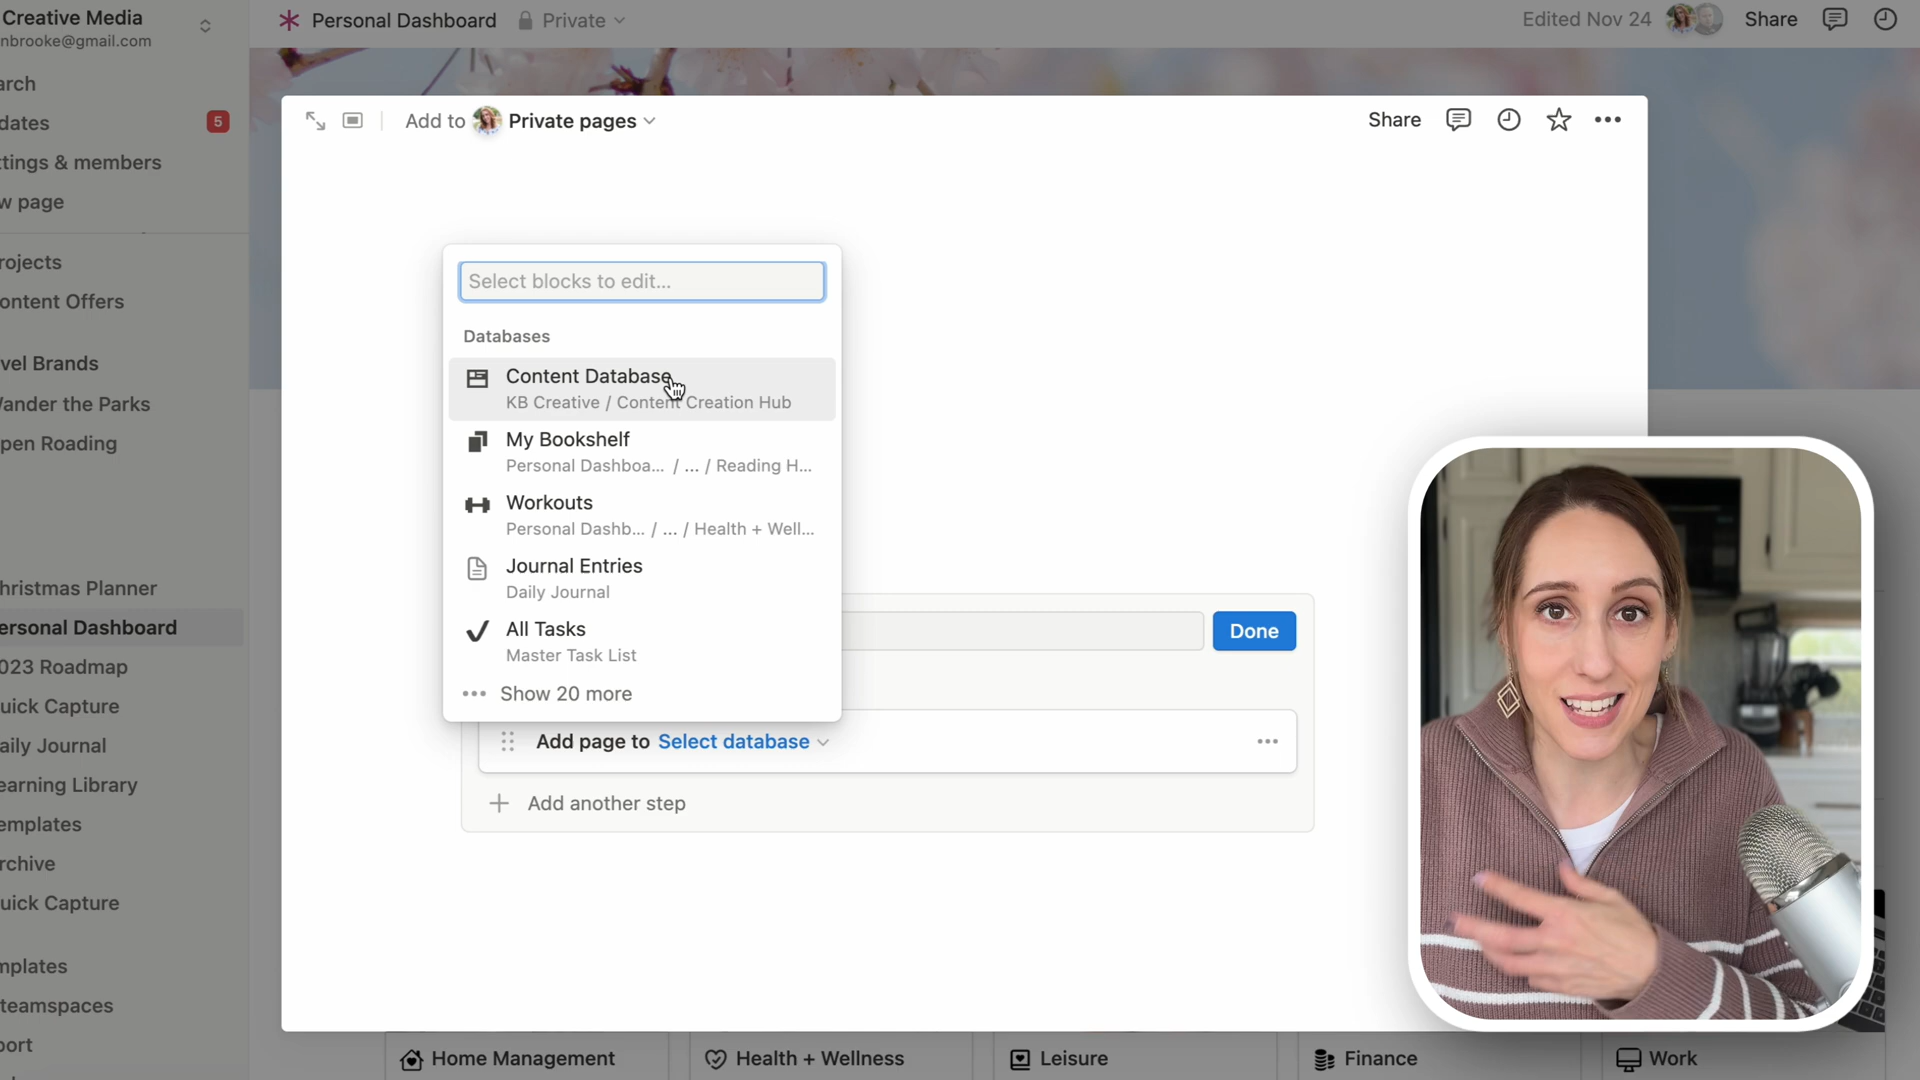 Creative Media
nbrooke@gmail.com
arch
dates
5
ttings & members
w page
rojects
ontent Offers
vel Brands
ander the Parks
pen Roading
hristmas Planner
ersonal Dashboard
023 Roadmap
uick Capture
aily Journal
earning Library
emplates
rchive
uick Capture
mplates
teamspaces
port
Personal Dashboard
Private
Edited Nov 24
Share
Add to
Private pages
Share
Select blocks to edit...
Databases
Content Database
KB Creative / Content Creation Hub
My Bookshelf
Personal Dashboa... / ... / Reading H...
Workouts
Personal Dashb... / ... / Health + Well...
Journal Entries
Daily Journal
All Tasks
Master Task List
Show 20 more
Done
Add page to Select database
Add another step
Home Management
Health + Wellness
Leisure
Finance
Work